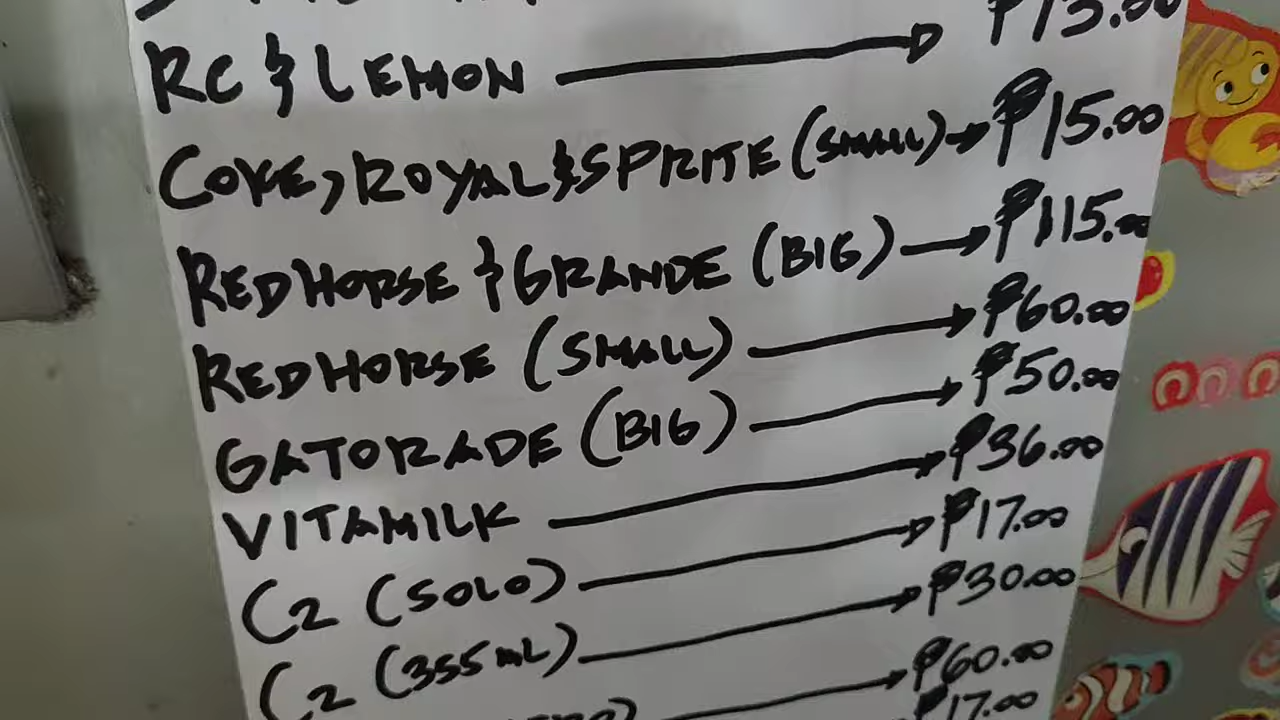 RC & LEMON → ₱13.00
COKE, ROYAL & SPRITE (SMALL) → ₱15.00
REDHORSE & GRANDE (BIG) → ₱115.00
REDHORSE (SMALL) → ₱60.00
GATORADE (BIG) → ₱50.00
VITAMILK → ₱36.00
C2 (SOLO) → ₱17.00
C2 (355mL) → ₱30.00
₱60.00
₱17.00